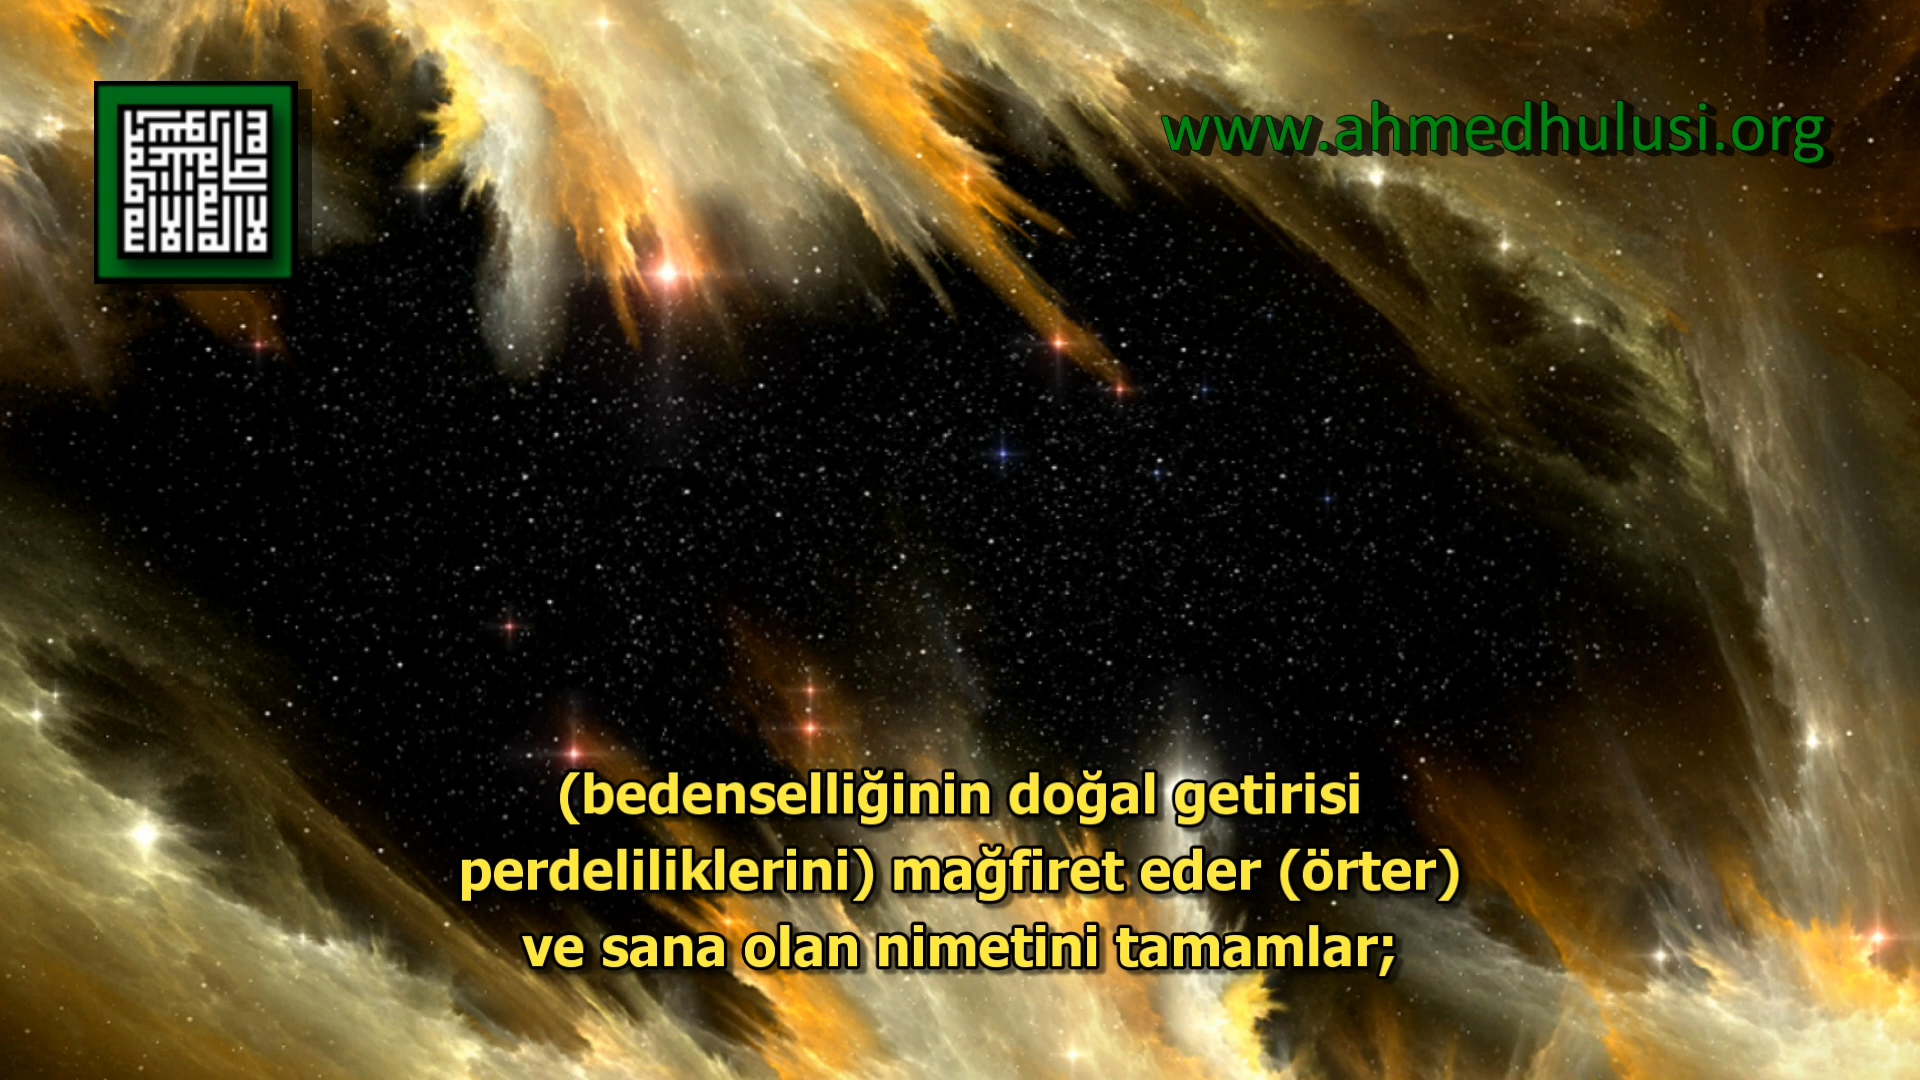 www.ahmedhulusi.org
(bedenselliğinin doğal getirisi
perdeliliklerini) mağfiret eder (örter)
ve sana olan nimetini tamamlar;